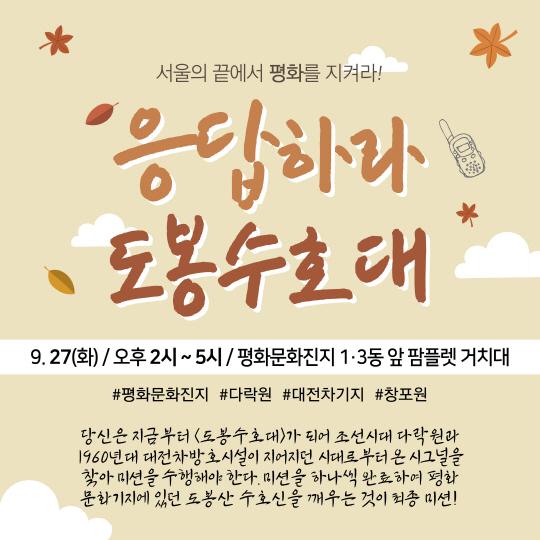 서울의 끝에서 평화를 지켜라!
응답하라
도봉수호대
9. 27(화) / 오후 2시 ~ 5시 / 평화문화진지 1·3동 앞 팜플렛 거치대
#평화문화진지 #다락원 #대전차기지 #창포원
당신은 지금부터 <도봉수호대>가 되어 조선시대 다락원과
1960년대 대전차방호시설이 지어지던 시대로부터 온 시그널을
찾아 미션을 수행해야 한다. 미션을 하나씩 완료하여 평화
문화기지에 있던 도봉산 수호신을 깨우는 것이 최종 미션!